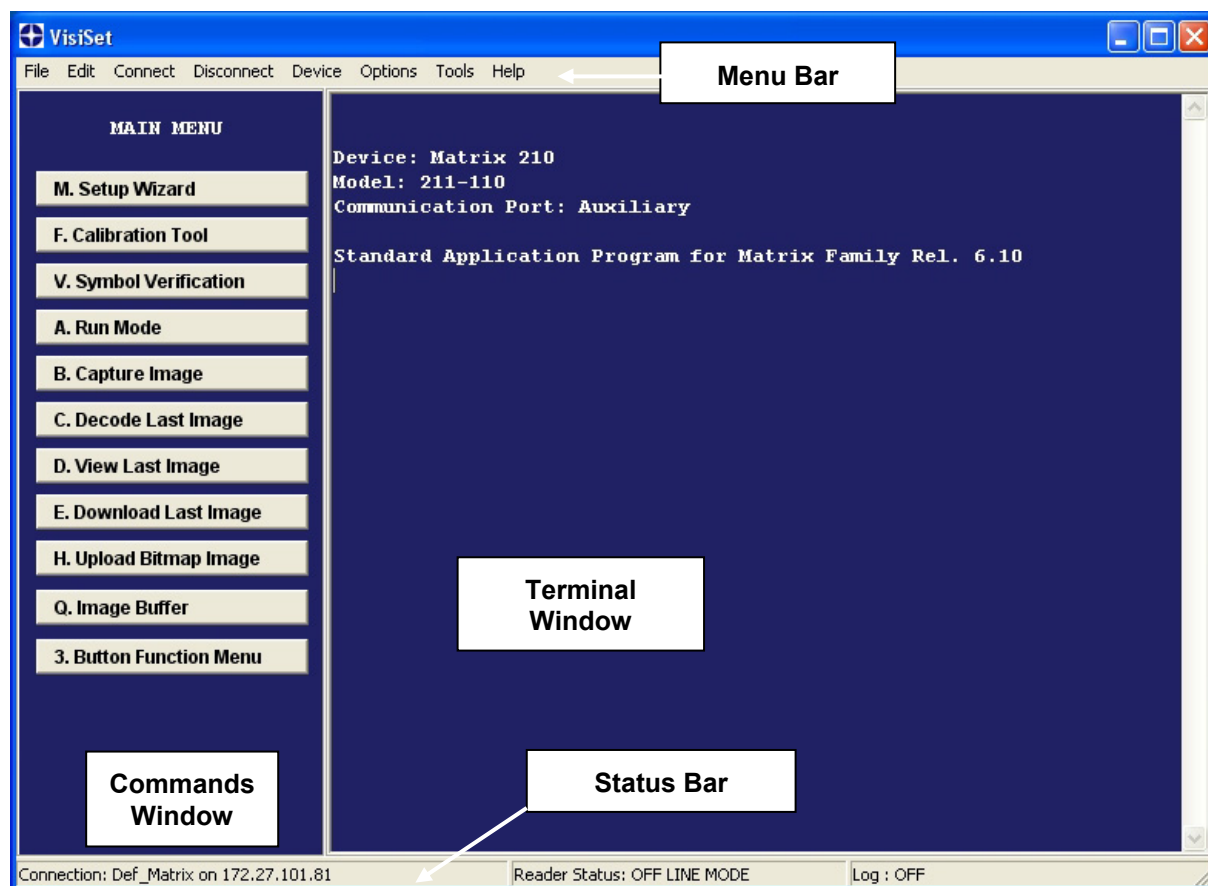 VisiSet
File Edit Connect Disconnect Device Options Tools Help
Menu Bar
MAIN MENU
M. Setup Wizard
F. Calibration Tool
V. Symbol Verification
A. Run Mode
B. Capture Image
C. Decode Last Image
D. View Last Image
E. Download Last Image
H. Upload Bitmap Image
Q. Image Buffer
3. Button Function Menu
Commands
Window
Device: Matrix 210
Model: 211-110
Communication Port: Auxiliary
Standard Application Program for Matrix Family Rel. 6.10
Terminal
Window
Status Bar
Connection: Def_Matrix on 172.27.101.81
Reader Status: OFF LINE MODE
Log : OFF